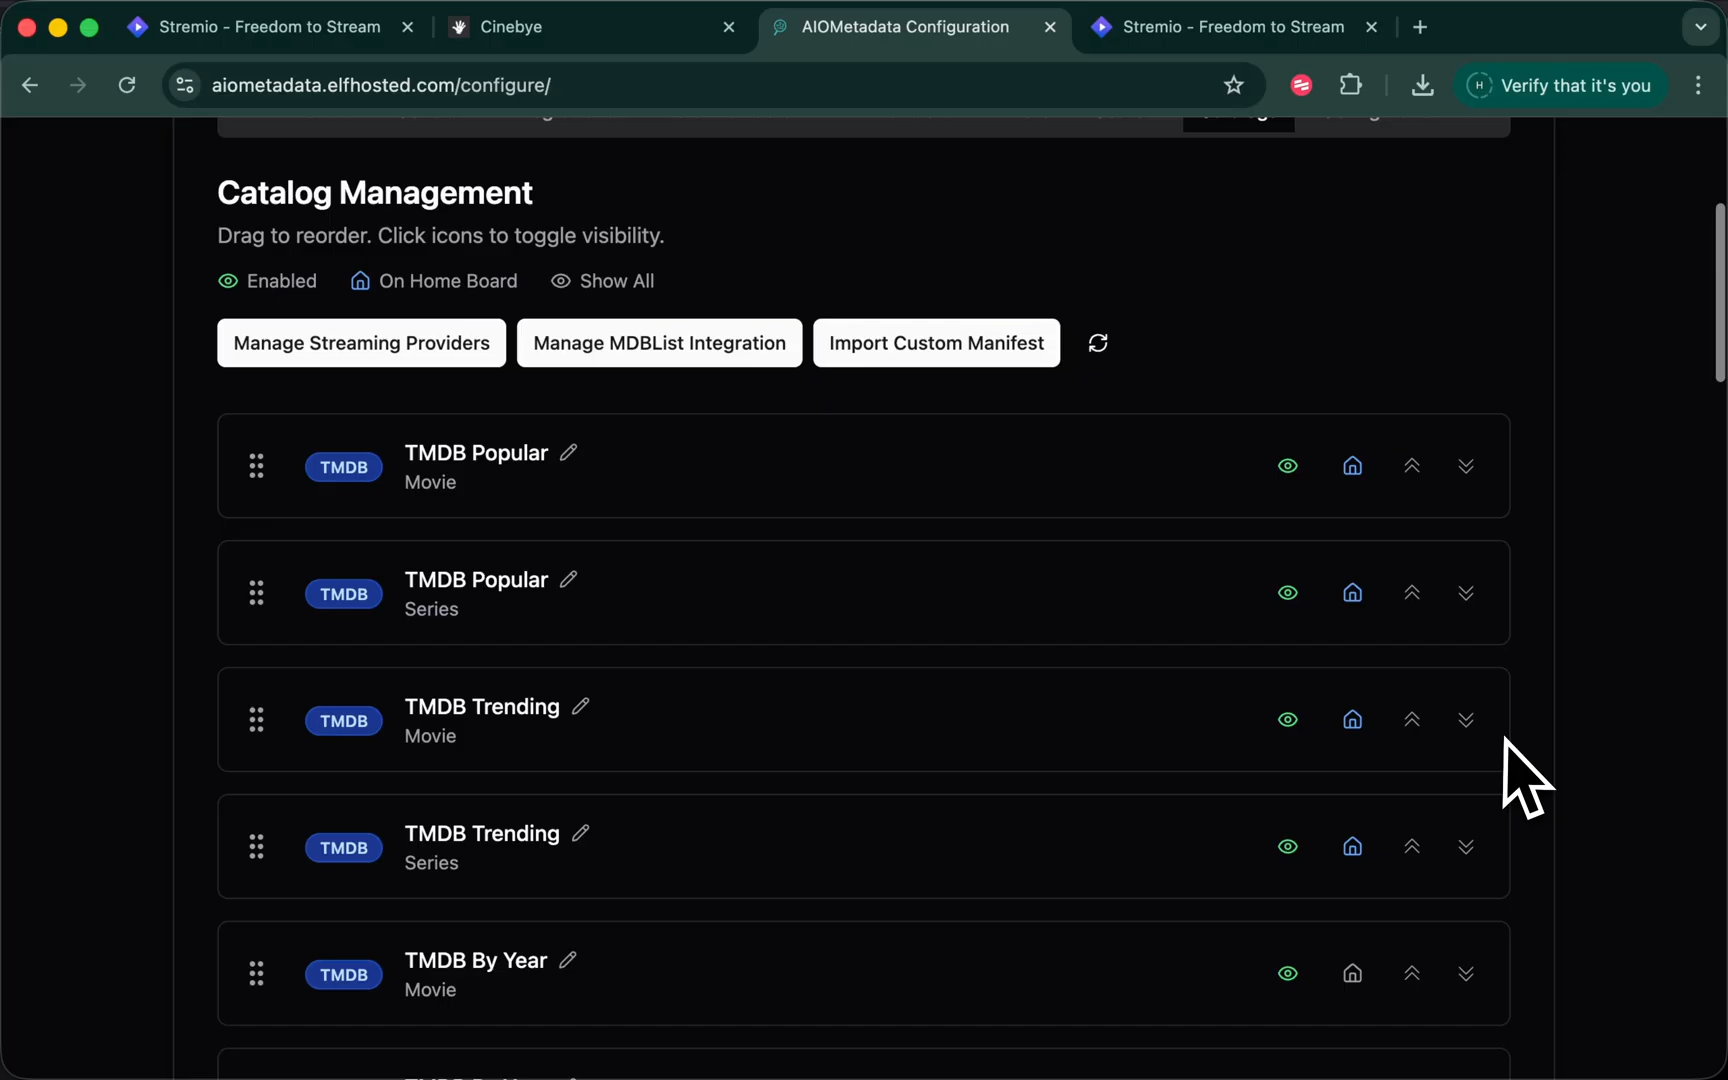 Stremio - Freedom to Stream
Cinebye
AIOMetadata Configuration
Stremio - Freedom to Stream
aiometadata.elfhosted.com/configure/
H
Verify that it's you
Catalog Management
Drag to reorder. Click icons to toggle visibility.
Enabled
On Home Board
Show All
Manage Streaming Providers
Manage MDBList Integration
Import Custom Manifest
TMDB
TMDB Popular
Movie
TMDB
TMDB Popular
Series
TMDB
TMDB Trending
Movie
TMDB
TMDB Trending
Series
TMDB
TMDB By Year
Movie